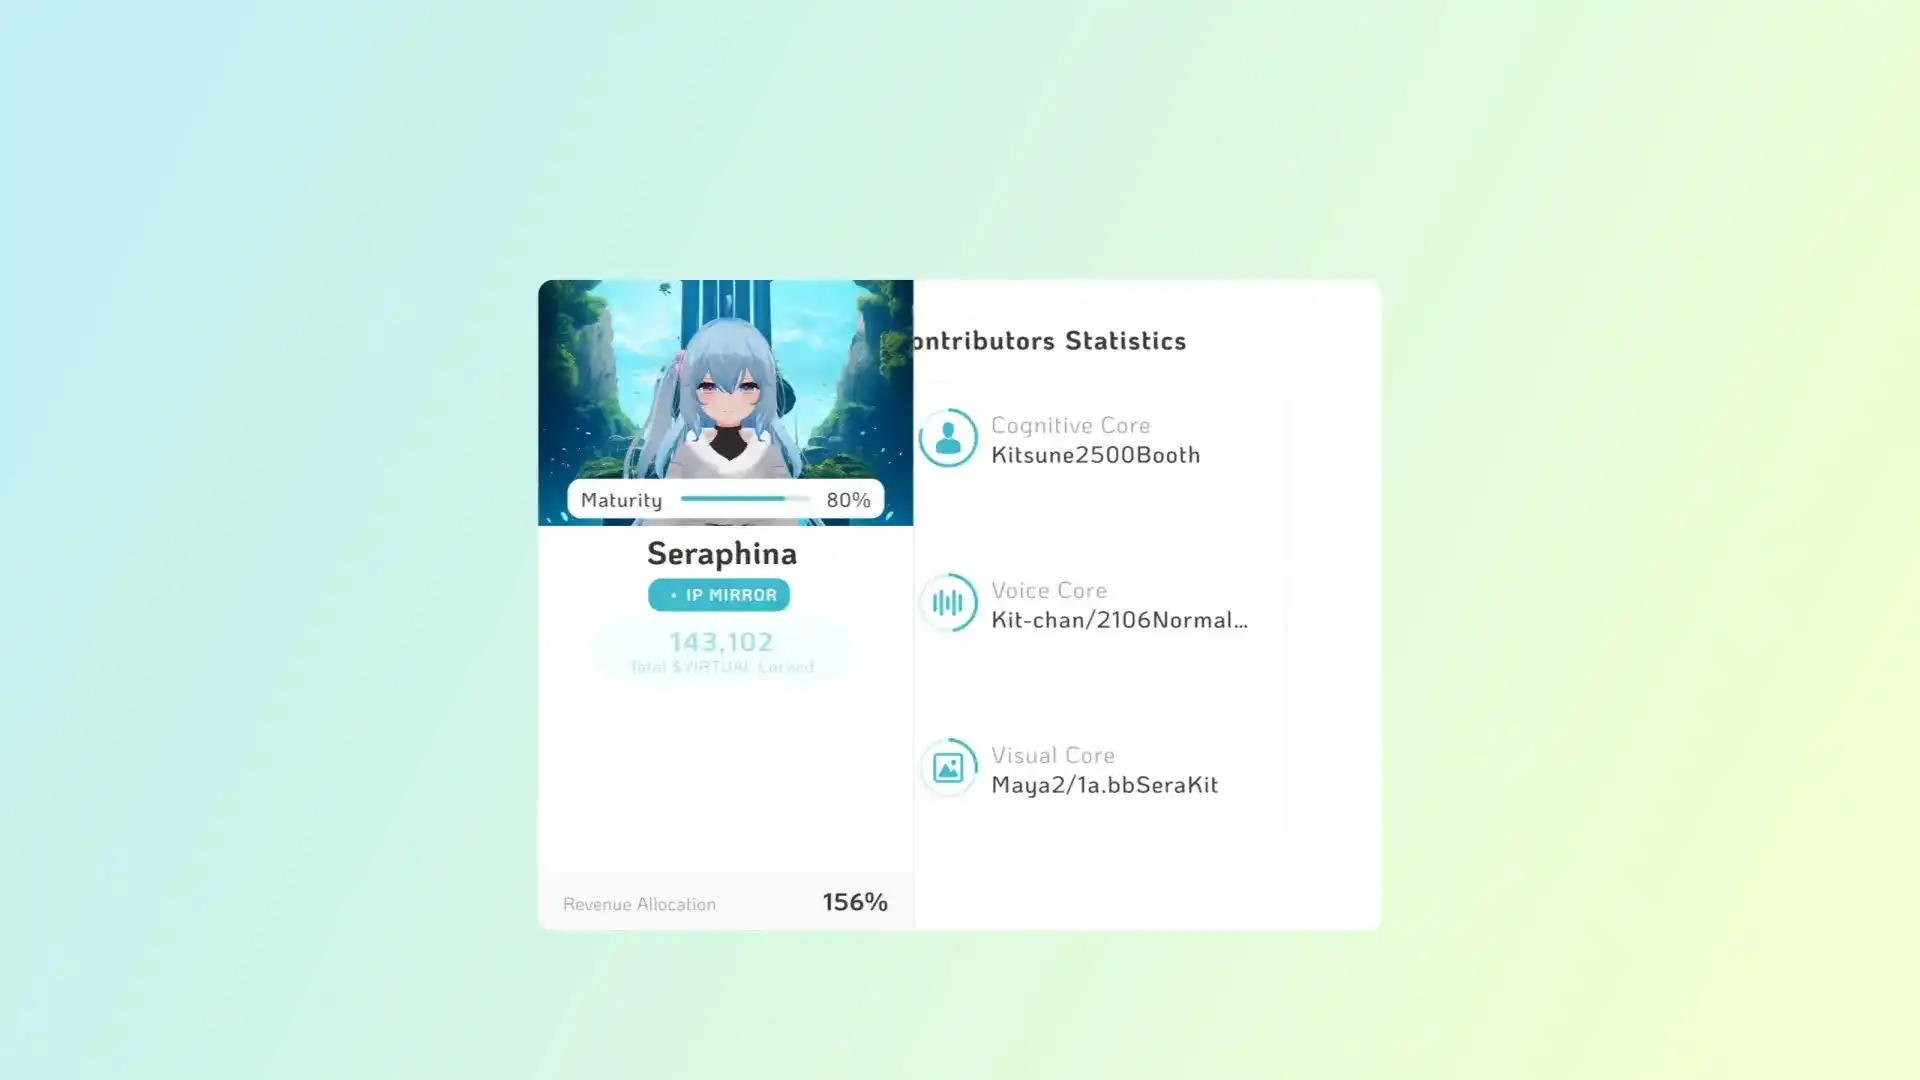 Maturity 80%
Seraphina
• IP MIRROR
143,102
Total $VIRTUAL Locked
Revenue Allocation 156%
ontributors Statistics
Cognitive Core
Kitsune2500Booth
Voice Core
Kit-chan/2106Normal...
Visual Core
Maya2/1a.bbSeraKit